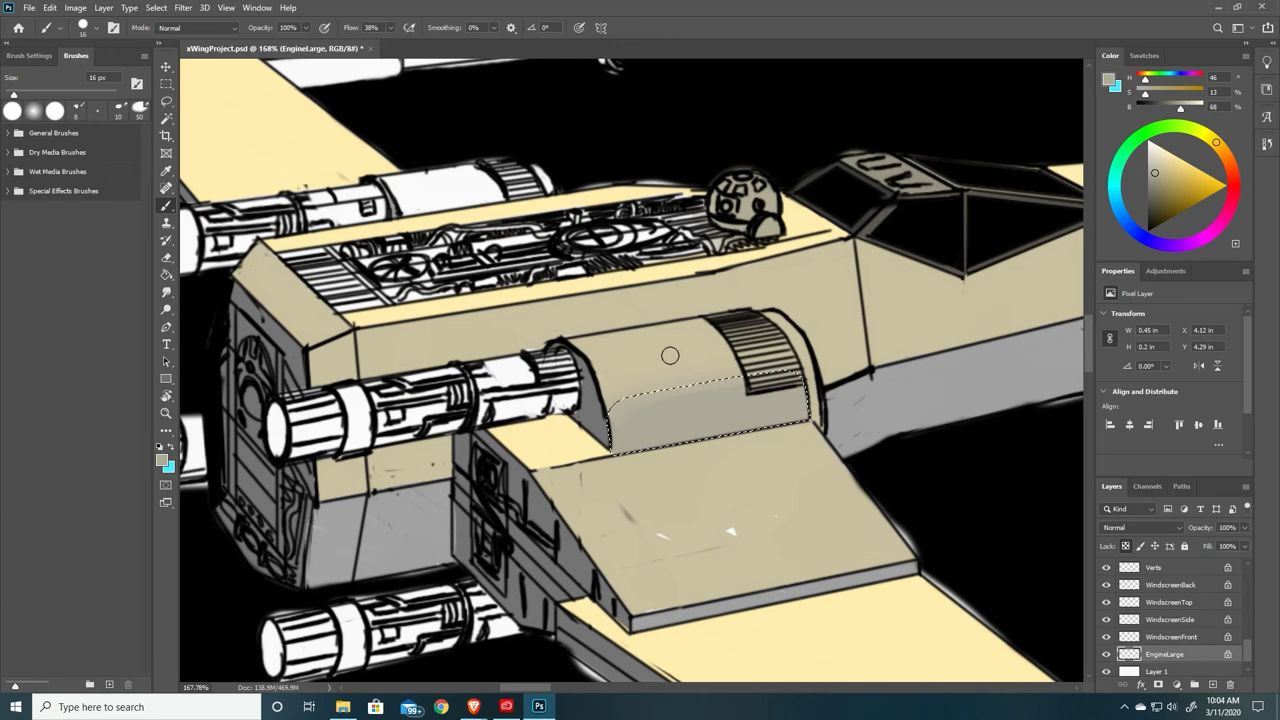 File Edit Image Layer Type Select Filter 3D View Window Help
16 Mode: Normal Opacity: 100% Flow: 38% Smoothing: 0% 0°
xWingProject.psd @ 168% (EngineLarge, RGB/8#) *
Brush Settings Brushes
Size: 16 px
8 10 50
General Brushes
Dry Media Brushes
Wet Media Brushes
Special Effects Brushes
Color Swatches
H 46 °
S 13 %
B 68 %
Properties Adjustments
Pixel Layer
Transform
W 0.45 in X 4.12 in
H 0.2 in Y 4.29 in
0.00°
Align and Distribute
Align:
Layers Channels Paths
Kind
Normal Opacity: 100%
Lock: Fill: 100%
Verts
WindscreenBack
WindscreenTop
WindscreenSide
WindscreenFront
EngineLarge
Layer 1
167.78% Doc: 138.9M/469.9M
Type here to search
99+
10:04 AM
3/11/2020